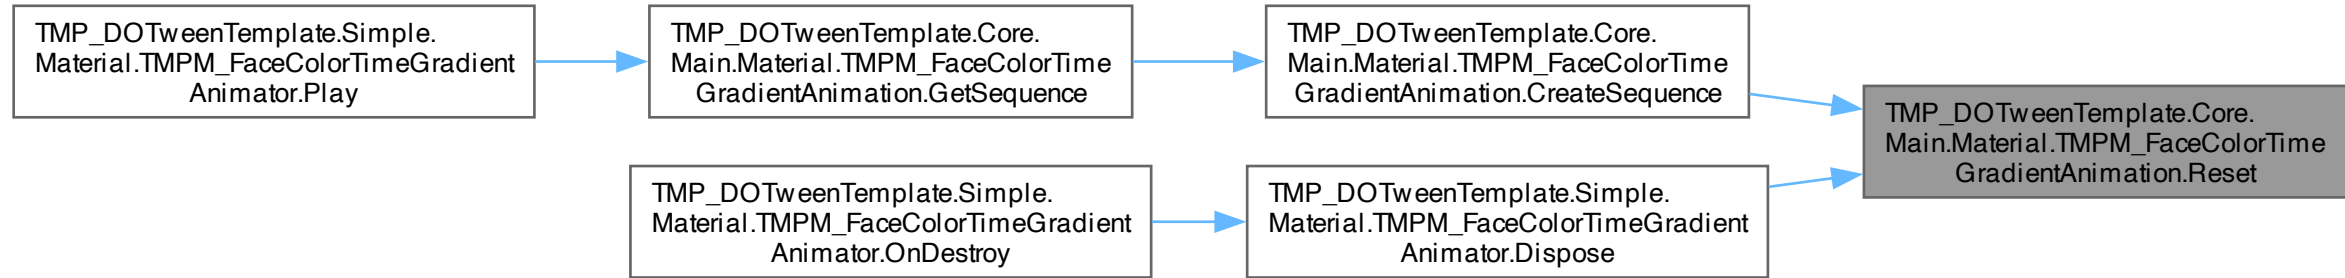 TMP_DOTweenTemplate.Simple.
Material.TMPM_FaceColorTimeGradient
Animator.Play
TMP_DOTweenTemplate.Core.
Main.Material.TMPM_FaceColorTime
GradientAnimation.GetSequence
TMP_DOTweenTemplate.Core.
Main.Material.TMPM_FaceColorTime
GradientAnimation.CreateSequence
TMP_DOTweenTemplate.Core.
Main.Material.TMPM_FaceColorTime
GradientAnimation.Reset
TMP_DOTweenTemplate.Simple.
Material.TMPM_FaceColorTimeGradient
Animator.OnDestroy
TMP_DOTweenTemplate.Simple.
Material.TMPM_FaceColorTimeGradient
Animator.Dispose